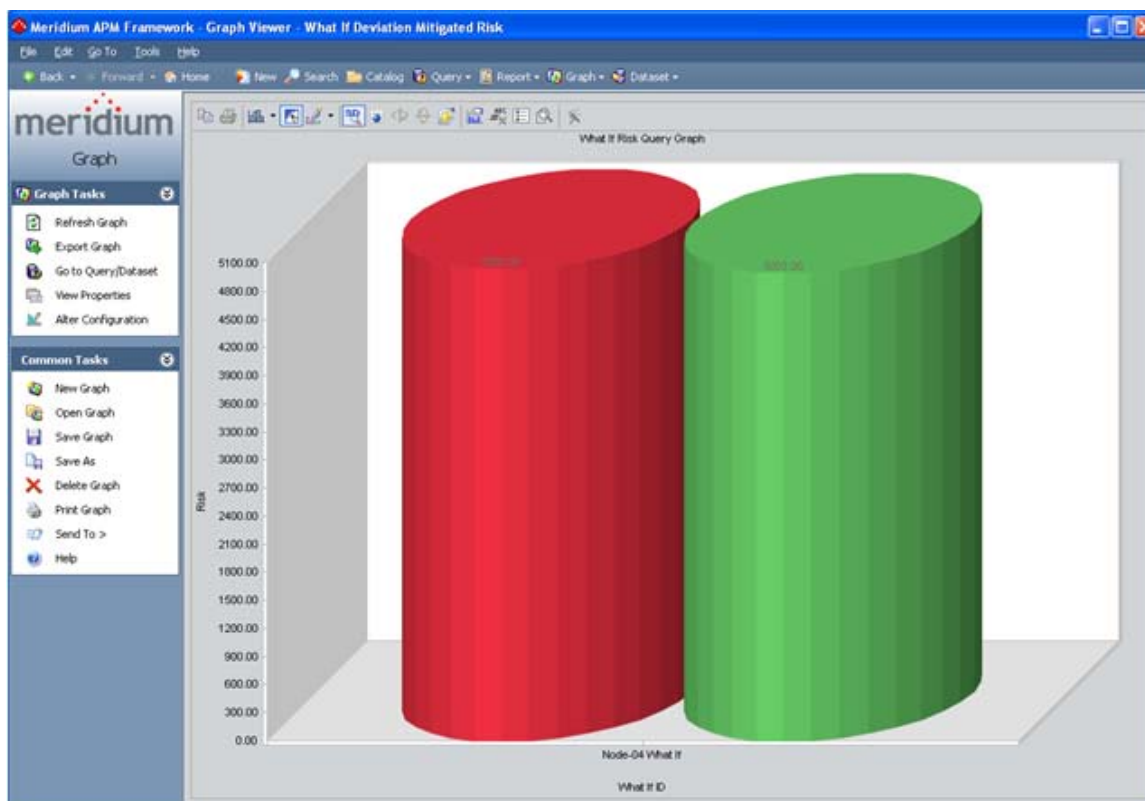 Meridium APM Framework - Graph Viewer - What If Deviation Mitigated Risk
File Edit Go To Tools Help
Back Forward Home New Search Catalog Query Report Graph Dataset
meridium
Graph
Graph Tasks
Refresh Graph
Export Graph
Go to Query/Dataset
View Properties
Alter Configuration
Common Tasks
New Graph
Open Graph
Save Graph
Save As
Delete Graph
Print Graph
Send To >
Help
What If Risk Query Graph
Risk
5100.00
4800.00
4500.00
4200.00
3900.00
3600.00
3300.00
3000.00
2700.00
2400.00
2100.00
1800.00
1500.00
1200.00
900.00
600.00
300.00
0.00
Node-04 What If
What If ID